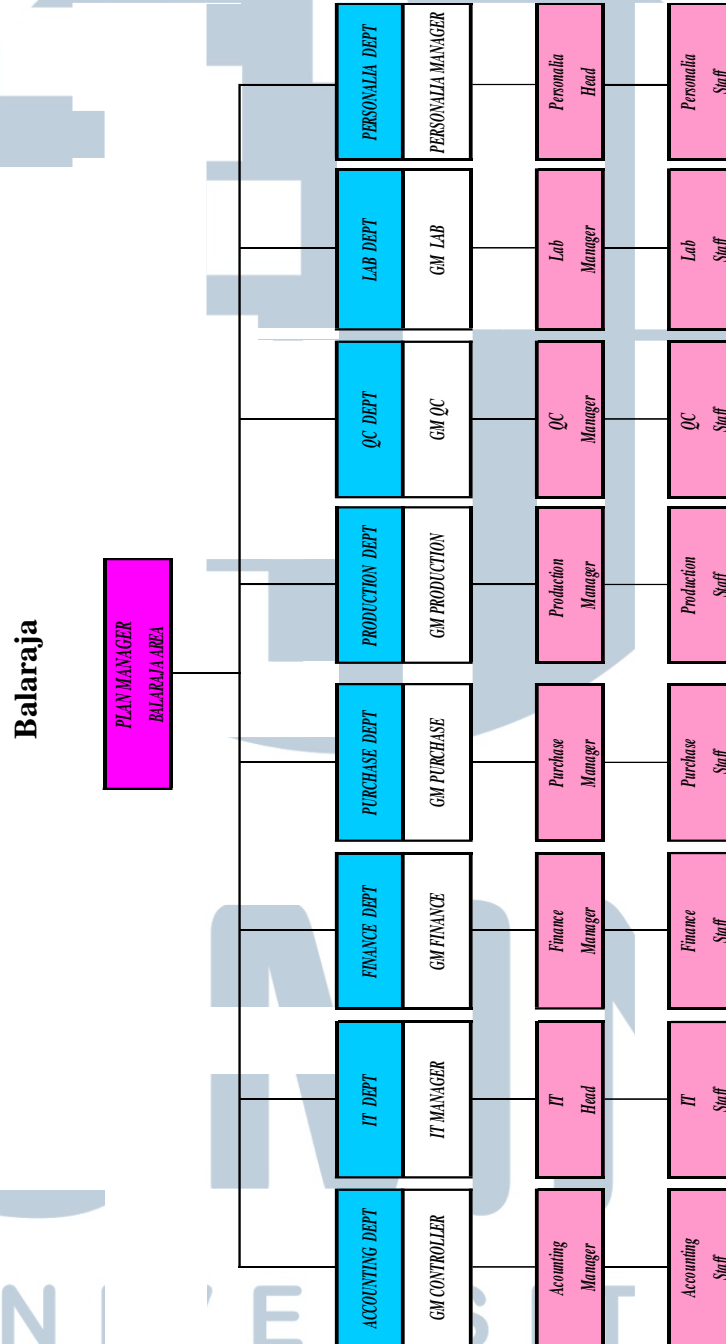 Balaraja
PLAN MANAGER
BALARAJA AREA
ACCOUNTING DEPT
IT DEPT
FINANCE DEPT
PURCHASE DEPT
PRODUCTION DEPT
QC DEPT
LAB DEPT
PERSONALIA DEPT
GM CONTROLLER
IT MANAGER
GM FINANCE
GM PURCHASE
GM PRODUCTION
GM QC
GM LAB
PERSONALIA MANAGER
Acounting
Manager
IT
Head
Finance
Manager
Purchase
Manager
Production
Manager
QC
Manager
Lab
Manager
Personalia
Head
Accounting
Staff
IT
Staff
Finance
Staff
Purchase
Staff
Production
Staff
QC
Staff
Lab
Staff
Personalia
Staff